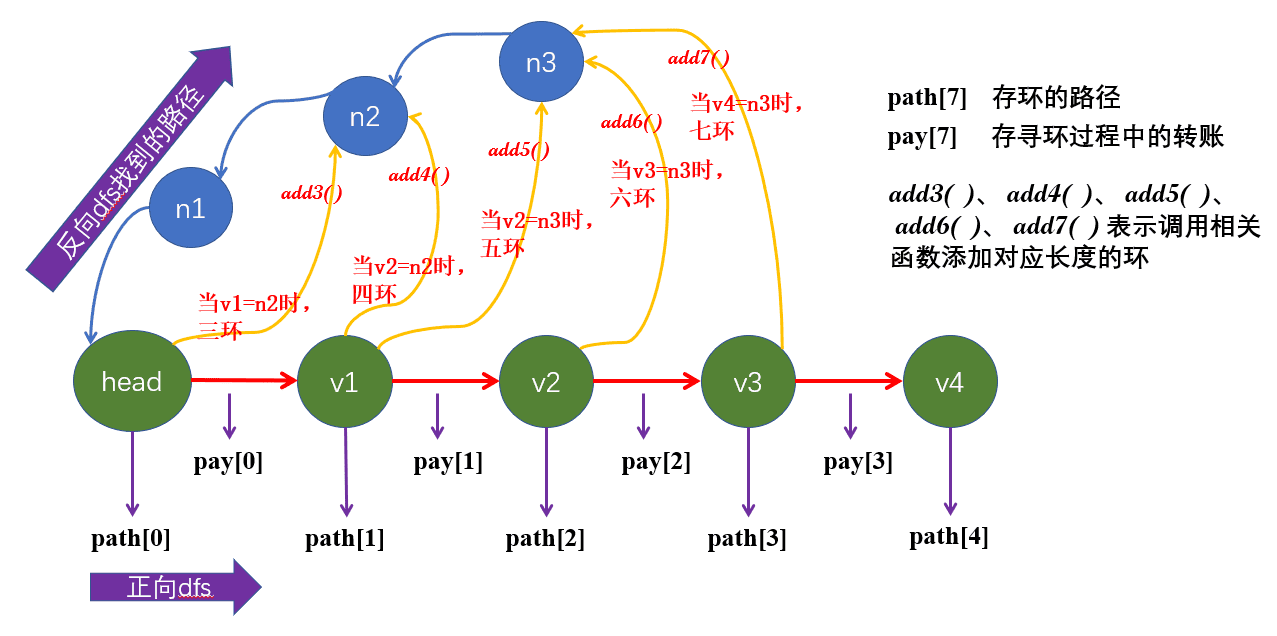 n3
n2
n1
反向dfs找到的路径
add7( )
当v4=n3时，
七环
add6( )
当v3=n3时，
六环
add5( )
当v2=n3时，
五环
add4( )
当v2=n2时，
四环
add3( )
当v1=n2时，
三环
path[7] 存环的路径
pay[7] 存寻环过程中的转账
add3( )、add4( )、add5( )、
add6( )、add7( ) 表示调用相关
函数添加对应长度的环
head
v1
v2
v3
v4
pay[0]
pay[1]
pay[2]
pay[3]
path[0]
path[1]
path[2]
path[3]
path[4]
正向dfs